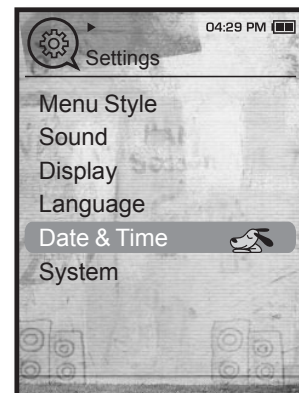 04:29 PM
Settings
Menu Style
Sound
Display
Language
Date & Time
System